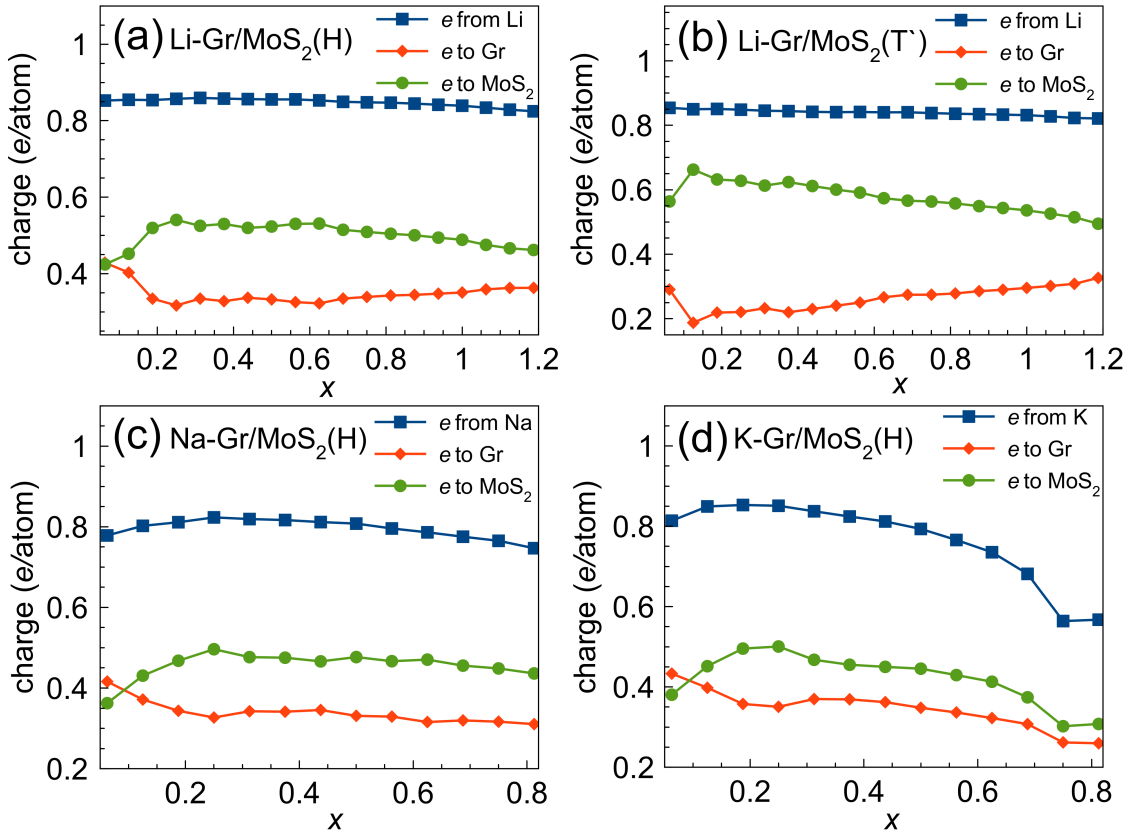 (a) Li-Gr/MoS₂(H)
e from Li
e to Gr
e to MoS₂
charge (e/atom)
1
0.8
0.6
0.4
0.2 0.4 0.6 0.8 1 1.2
x
(b) Li-Gr/MoS₂(T`)
e from Li
e to Gr
e to MoS₂
charge (e/atom)
1
0.8
0.6
0.4
0.2
0.2 0.4 0.6 0.8 1 1.2
x
(c) Na-Gr/MoS₂(H)
e from Na
e to Gr
e to MoS₂
charge (e/atom)
1
0.8
0.6
0.4
0.2
0.2 0.4 0.6 0.8
x
(d) K-Gr/MoS₂(H)
e from K
e to Gr
e to MoS₂
charge (e/atom)
1
0.8
0.6
0.4
0.2
0.2 0.4 0.6 0.8
x